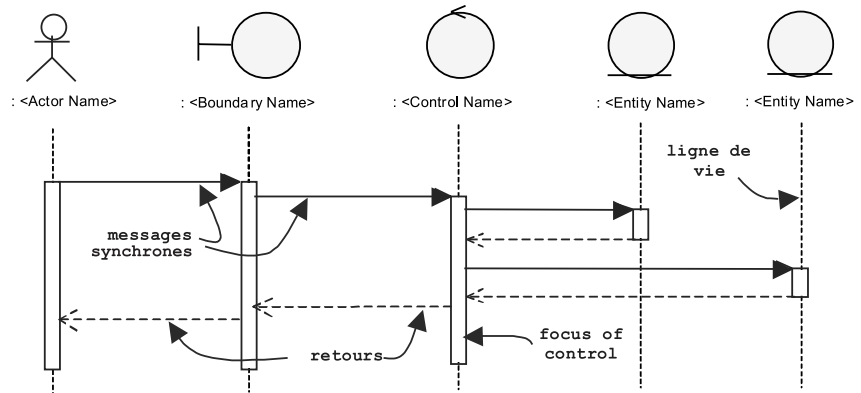 : <Actor Name>
: <Boundary Name>
: <Control Name>
: <Entity Name>
: <Entity Name>
ligne de
vie
messages
synchrones
focus of
control
retours